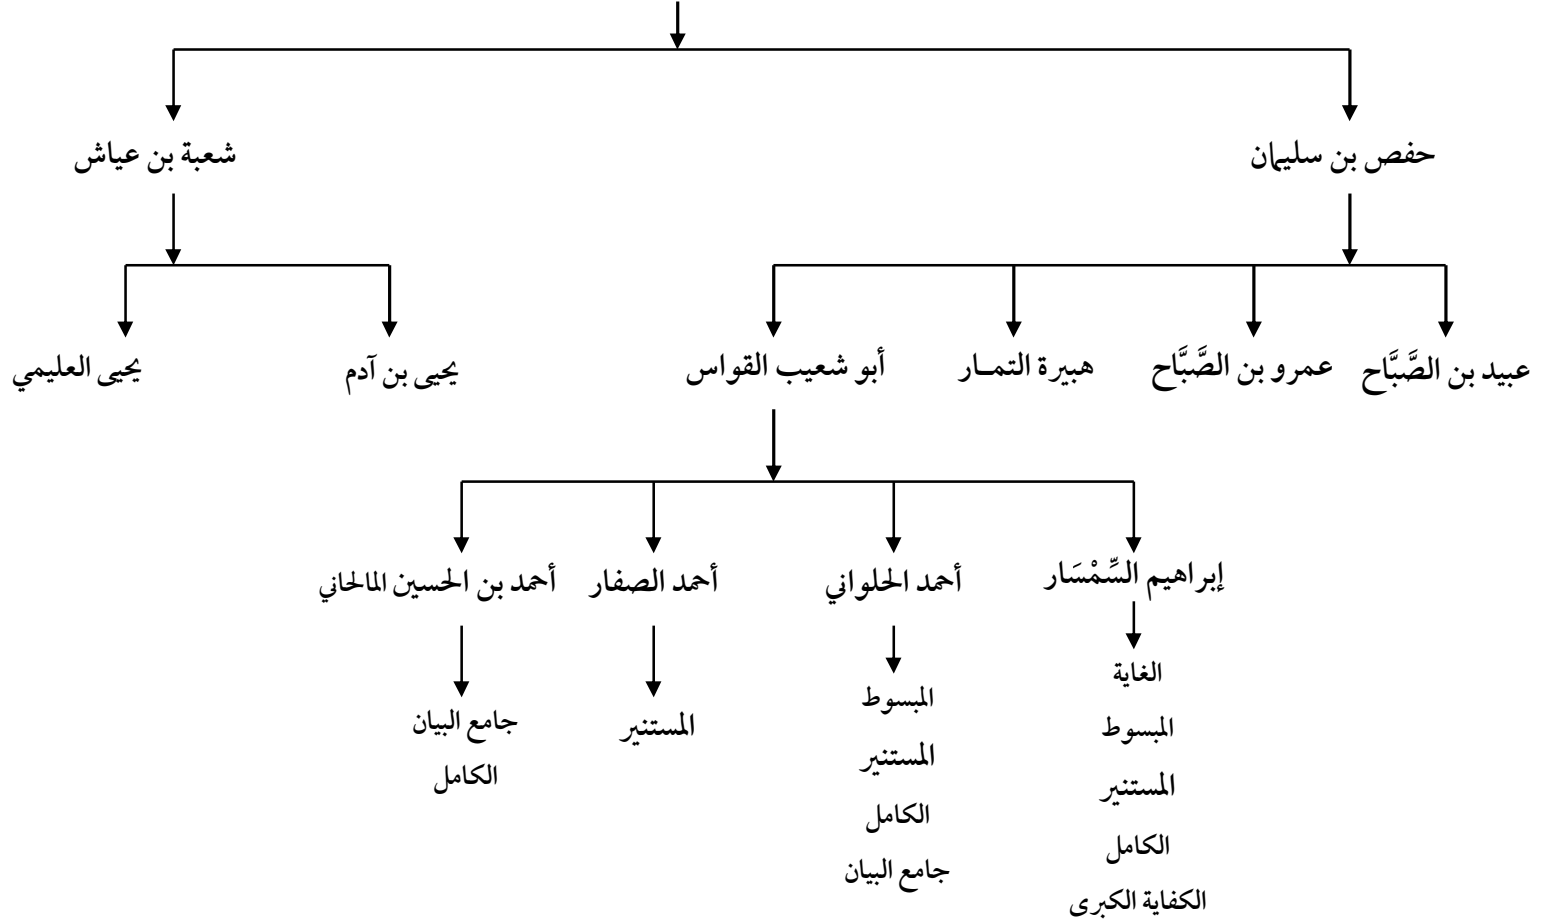 حفص بن سليمان
شعبة بن عياش
عبيد بن الصَّبَّاح
عمرو بن الصَّبَّاح
هبيرة التمـار
أبو شعيب القواس
يحيى بن آدم
يحيى العليمي
إبراهيم السِّمْسَار
أحمد الحلواني
أحمد الصفار
أحمد بن الحسين المالحاني
الغاية
المبسوط
المستنير
الكامل
الكفاية الكبرى
المبسوط
المستنير
الكامل
جامع البيان
المستنير
جامع البيان
الكامل